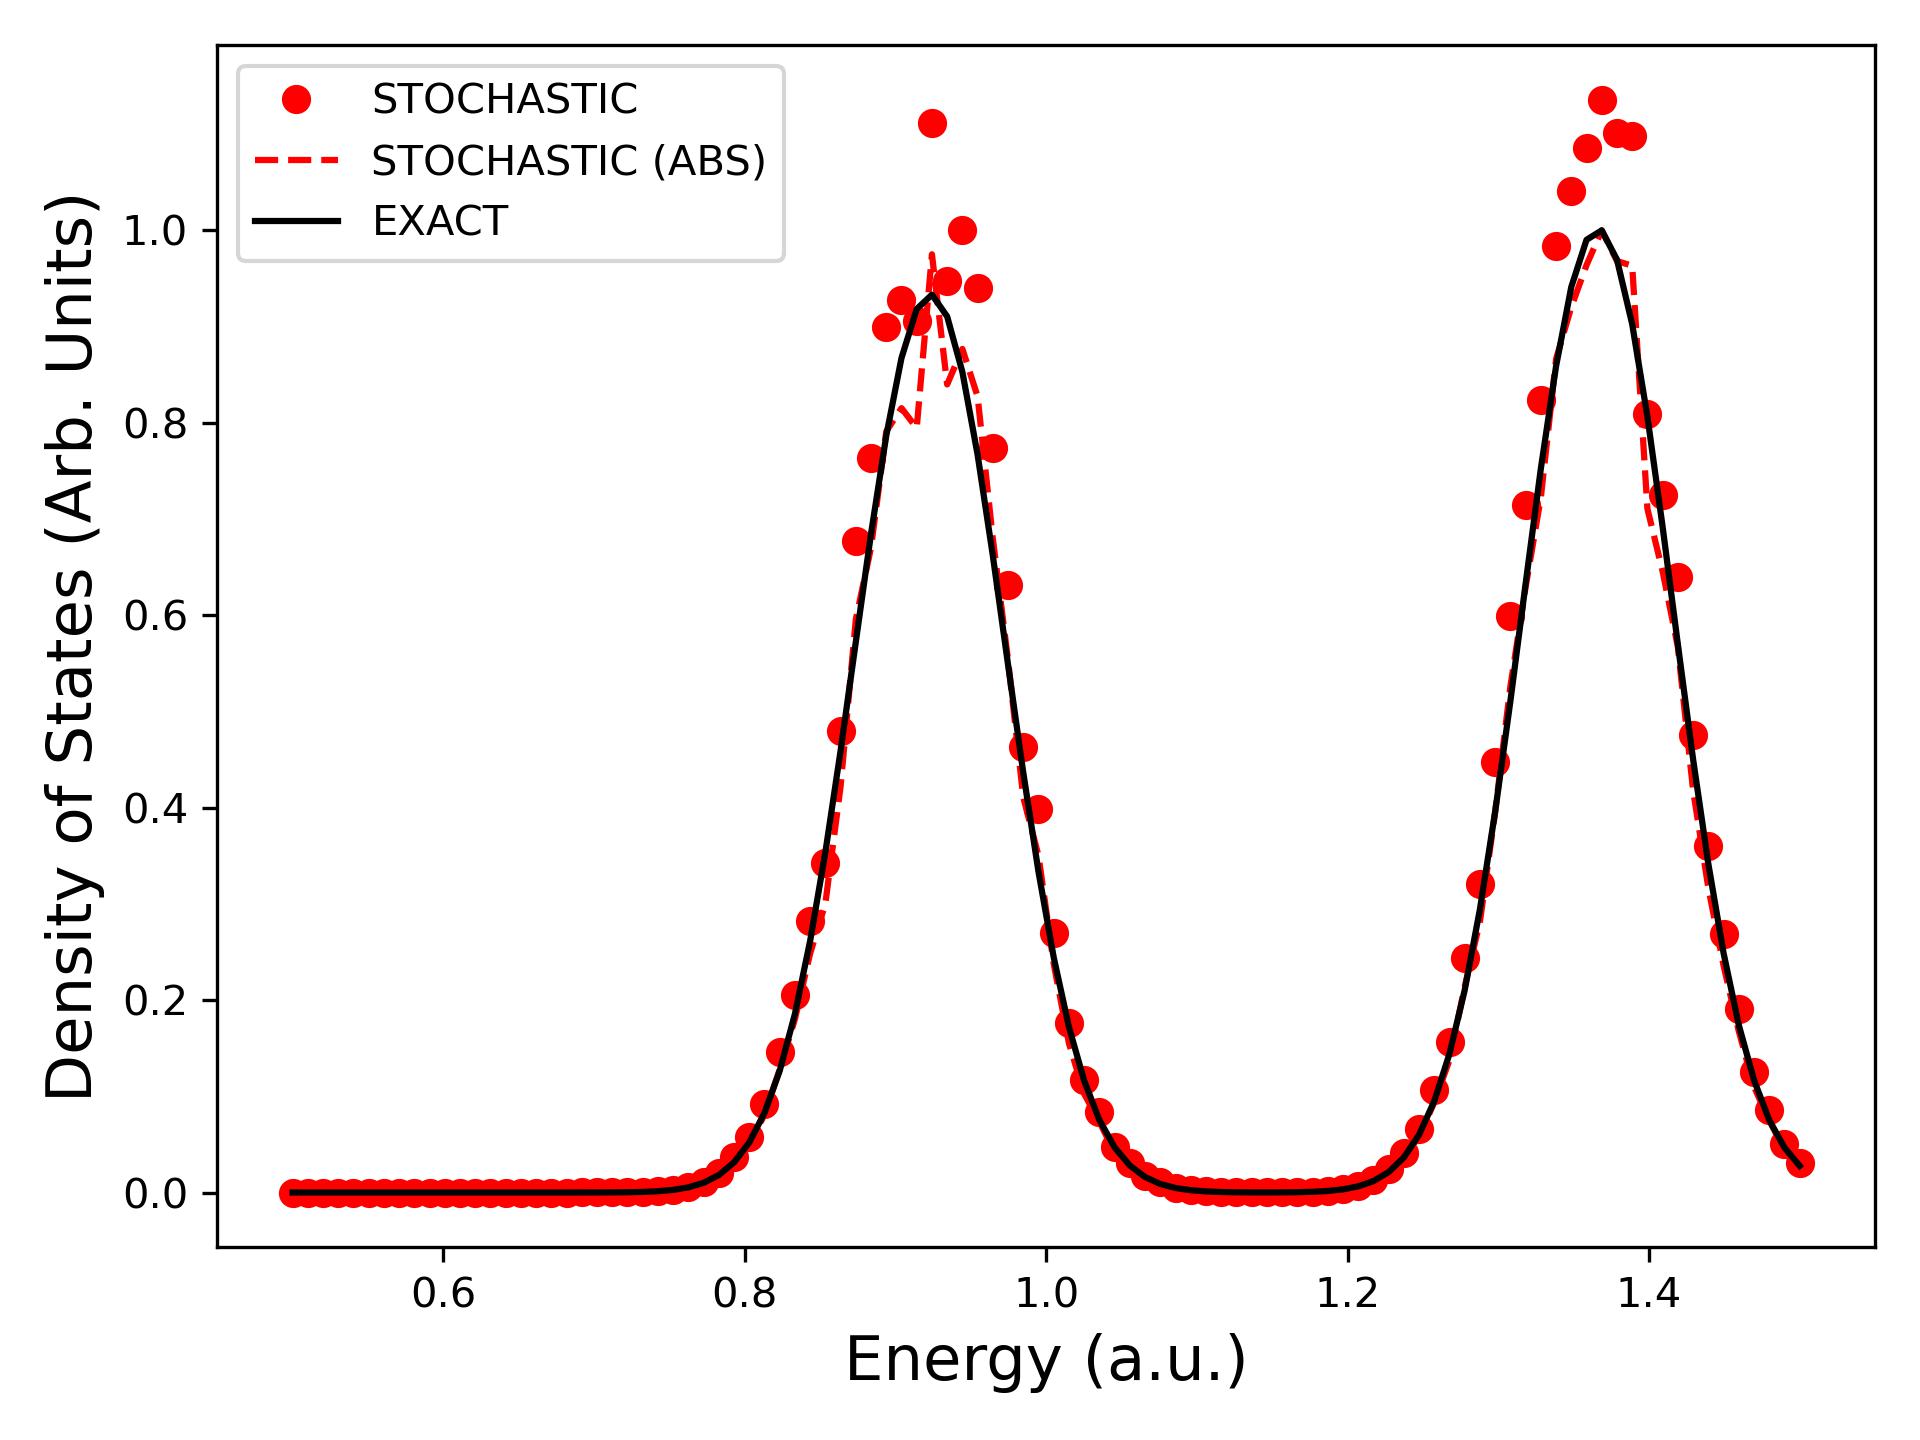 STOCHASTIC
STOCHASTIC (ABS)
EXACT
Density of States (Arb. Units)
1.0
0.8
0.6
0.4
0.2
0.0
0.6 0.8 1.0 1.2 1.4
Energy (a.u.)